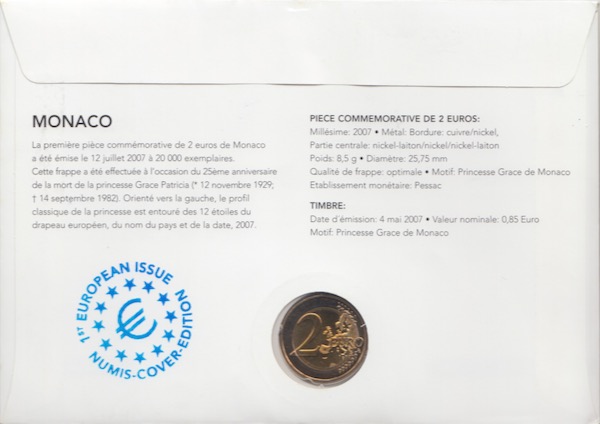 MONACO
La première pièce commémorative de 2 euros de Monaco
a été émise le 12 juillet 2007 à 20 000 exemplaires.
Cette frappe a été effectuée à l'occasion du 25ème anniversaire
de la mort de la princesse Grace Patricia (* 12 novembre 1929;
† 14 septembre 1982). Orienté vers la gauche, le profil
classique de la princesse est entouré des 12 étoiles du
drapeau européen, du nom du pays et de la date, 2007.
PIECE COMMEMORATIVE DE 2 EUROS:
Millésime: 2007 • Métal: Bordure: cuivre/nickel,
Partie centrale: nickel-laiton/nickel/nickel-laiton
Poids: 8,5 g • Diamètre: 25,75 mm
Qualité de frappe: optimale • Motif: Princesse Grace de Monaco
Etablissement monétaire: Pessac
TIMBRE:
Date d'émission: 4 mai 2007 • Valeur nominale: 0,85 Euro
Motif: Princesse Grace de Monaco
1ST EUROPEAN ISSUE
€
NUMIS-COVER-EDITION
2